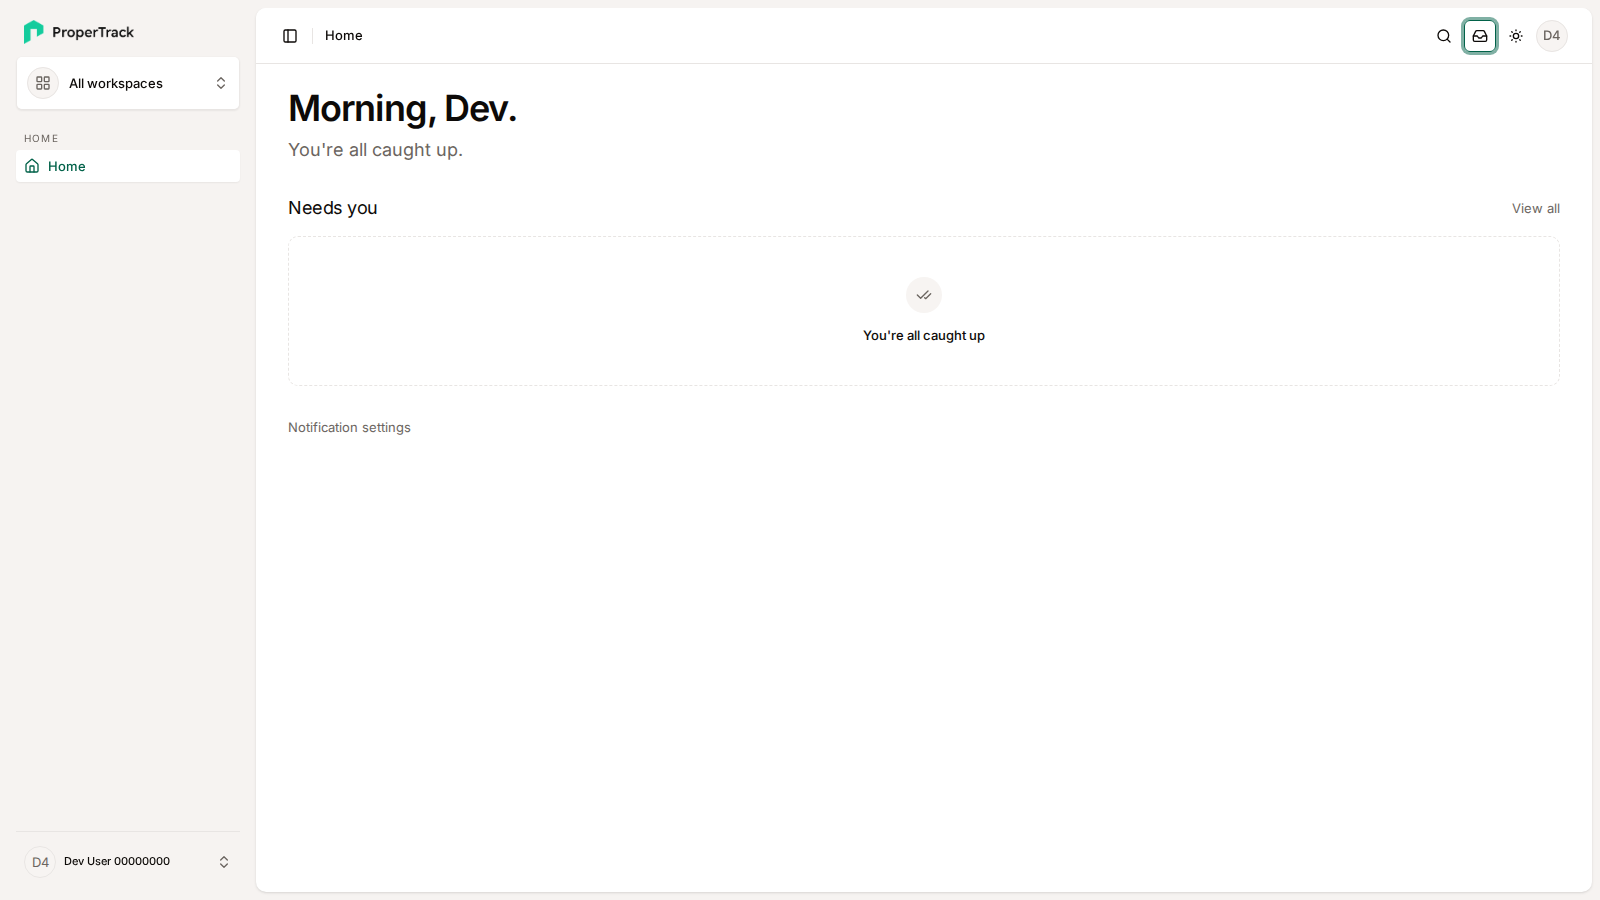 ProperTrack
All workspaces
HOME
Home
Dev User 00000000
D4
Home
D4
Morning, Dev.
You're all caught up.
Needs you
View all
You're all caught up
Notification settings